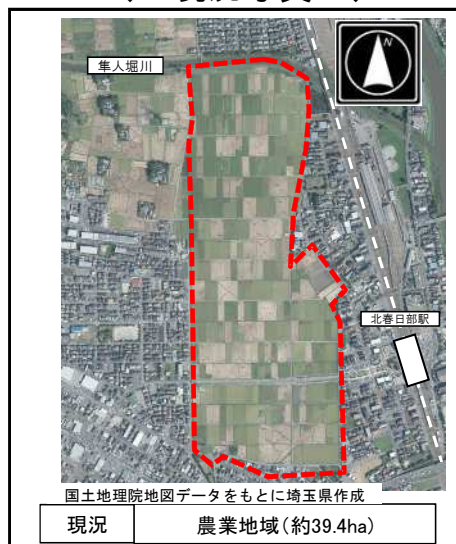 隼人堀川
N
北春日部駅
国土地理院地図データをもとに埼玉県作成
現況
農業地域(約39.4ha)